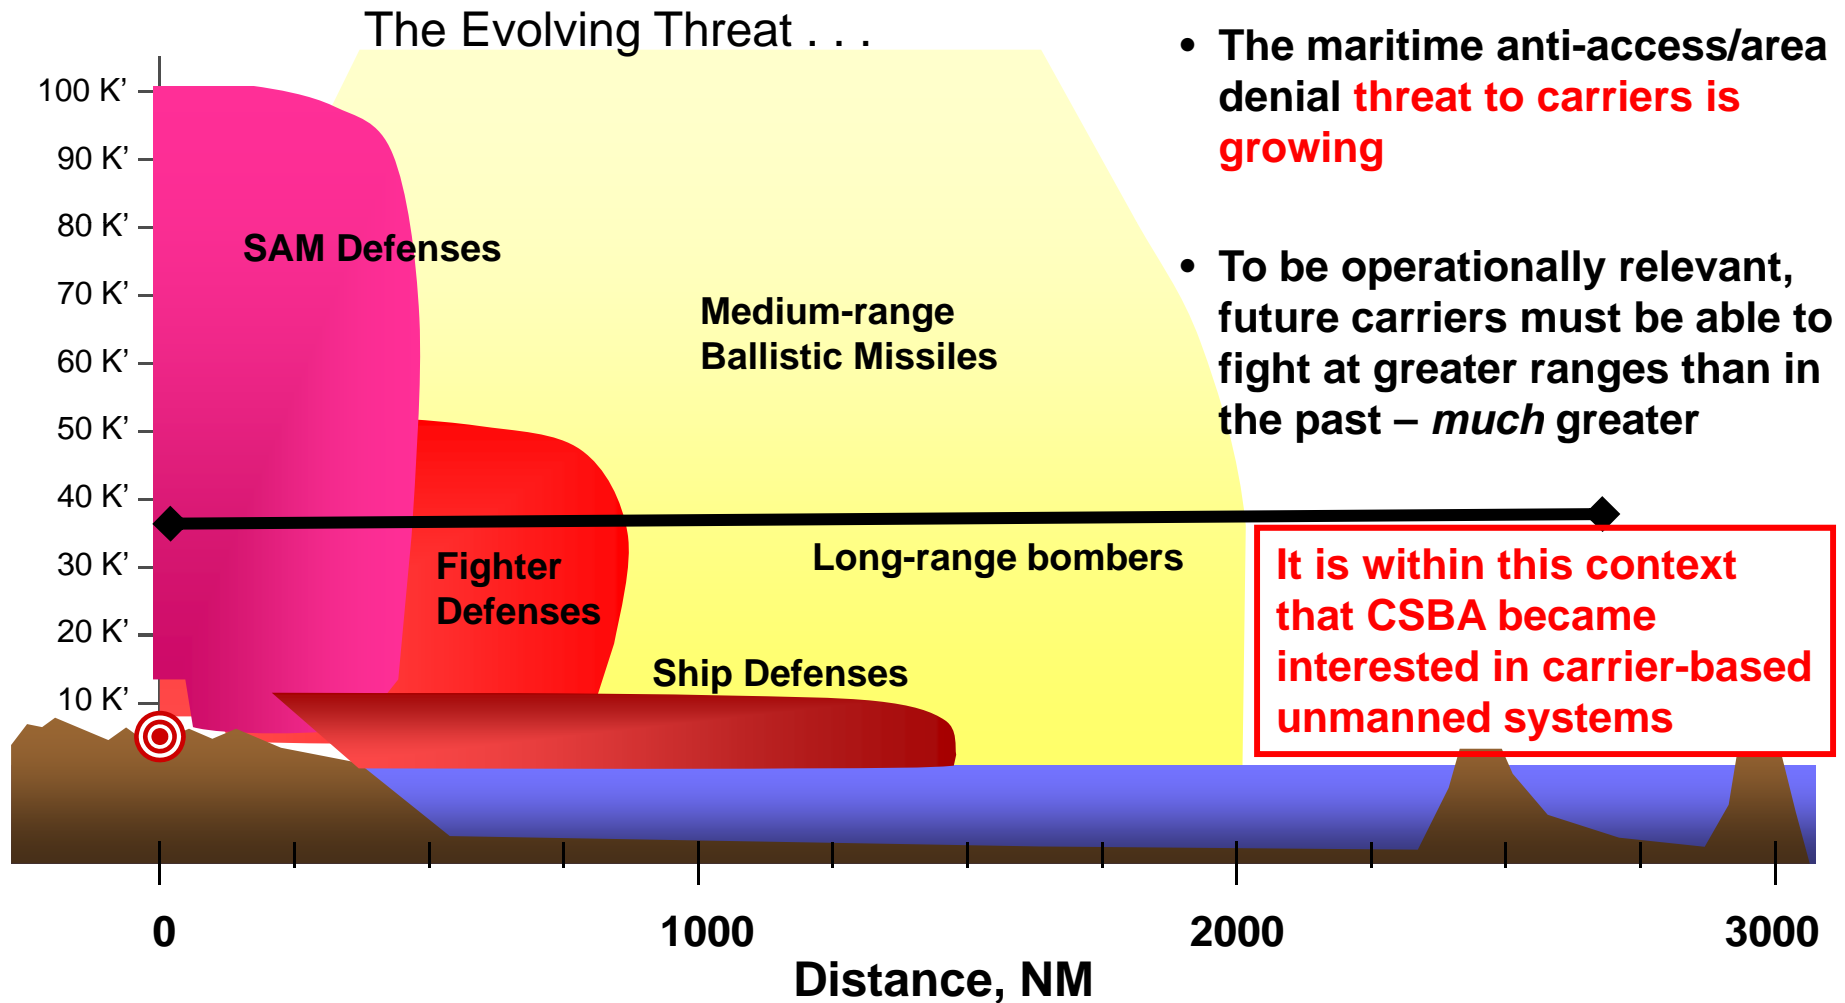 The Evolving Threat . . .
• The maritime anti-access/area
denial threat to carriers is
growing
• To be operationally relevant,
future carriers must be able to
fight at greater ranges than in
the past – much greater
100 K’
90 K’
80 K’
70 K’
60 K’
50 K’
40 K’
30 K’
20 K’
10 K’
SAM Defenses
Medium-range
Ballistic Missiles
Fighter
Defenses
Long-range bombers
Ship Defenses
It is within this context
that CSBA became
interested in carrier-based
unmanned systems
0
1000
2000
3000
Distance, NM